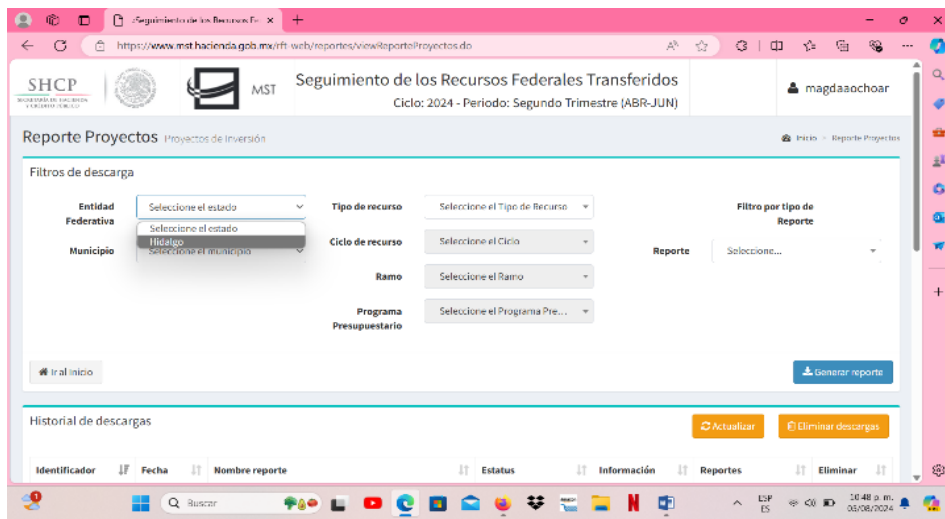 :Seguimiento de los Recursos Fe
https://www.mst.hacienda.gob.mx/rft-web/reportes/viewReporteProyectos.do
SHCP
SECRETARÍA DE HACIENDA
Y CRÉDITO PÚBLICO
MST
Seguimiento de los Recursos Federales Transferidos
Ciclo: 2024 - Periodo: Segundo Trimestre (ABR-JUN)
magdaaochoar
Reporte Proyectos Proyectos de Inversión
Inicio > Reporte Proyectos
Filtros de descarga
Entidad Federativa
Seleccione el estado
Seleccione el estado
Hidalgo
Municipio
Seleccione el municipio
Tipo de recurso
Seleccione el Tipo de Recurso
Ciclo de recurso
Seleccione el Ciclo
Ramo
Seleccione el Ramo
Programa Presupuestario
Seleccione el Programa Pre...
Filtro por tipo de Reporte
Reporte
Seleccione...
Ir al Inicio
Generar reporte
Historial de descargas
Actualizar
Eliminar descargas
Identificador Fecha Nombre reporte Estatus Información Reportes Eliminar
Buscar
ESP
ES
10:48 p. m.
03/08/2024